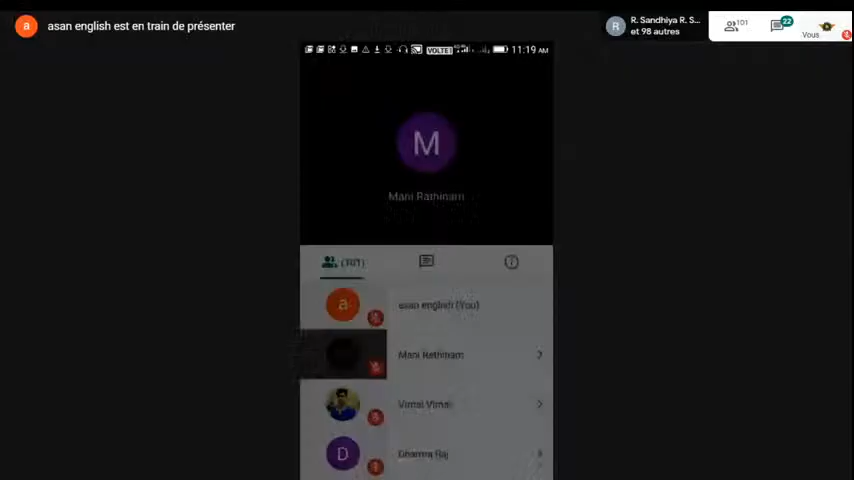 a asan english est en train de présenter
R R. Sandhiya R. S...
et 98 autres
101
22
Vous
VOLTE 11:19 AM
M
Mani Rathinam
(101)
a asan english (You)
Mani Rathinam
Vimal Vimal
D Dharma Raj